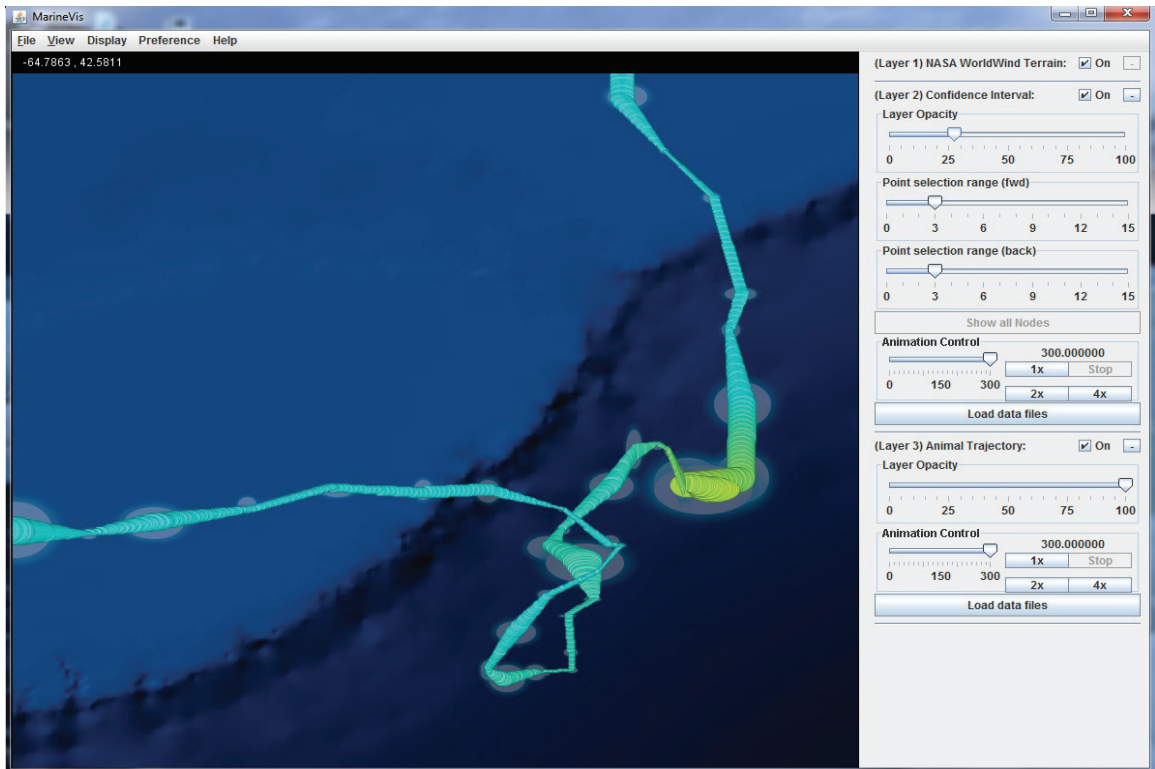 MarineVis
File View Display Preference Help
-64.7863 , 42.5811
(Layer 1) NASA WorldWind Terrain: On -
(Layer 2) Confidence Interval: On -
Layer Opacity
0 25 50 75 100
Point selection range (fwd)
0 3 6 9 12 15
Point selection range (back)
0 3 6 9 12 15
Show all Nodes
Animation Control
300.000000
1x Stop
0 150 300
2x 4x
Load data files
(Layer 3) Animal Trajectory: On -
Layer Opacity
0 25 50 75 100
Animation Control
300.000000
1x Stop
0 150 300
2x 4x
Load data files